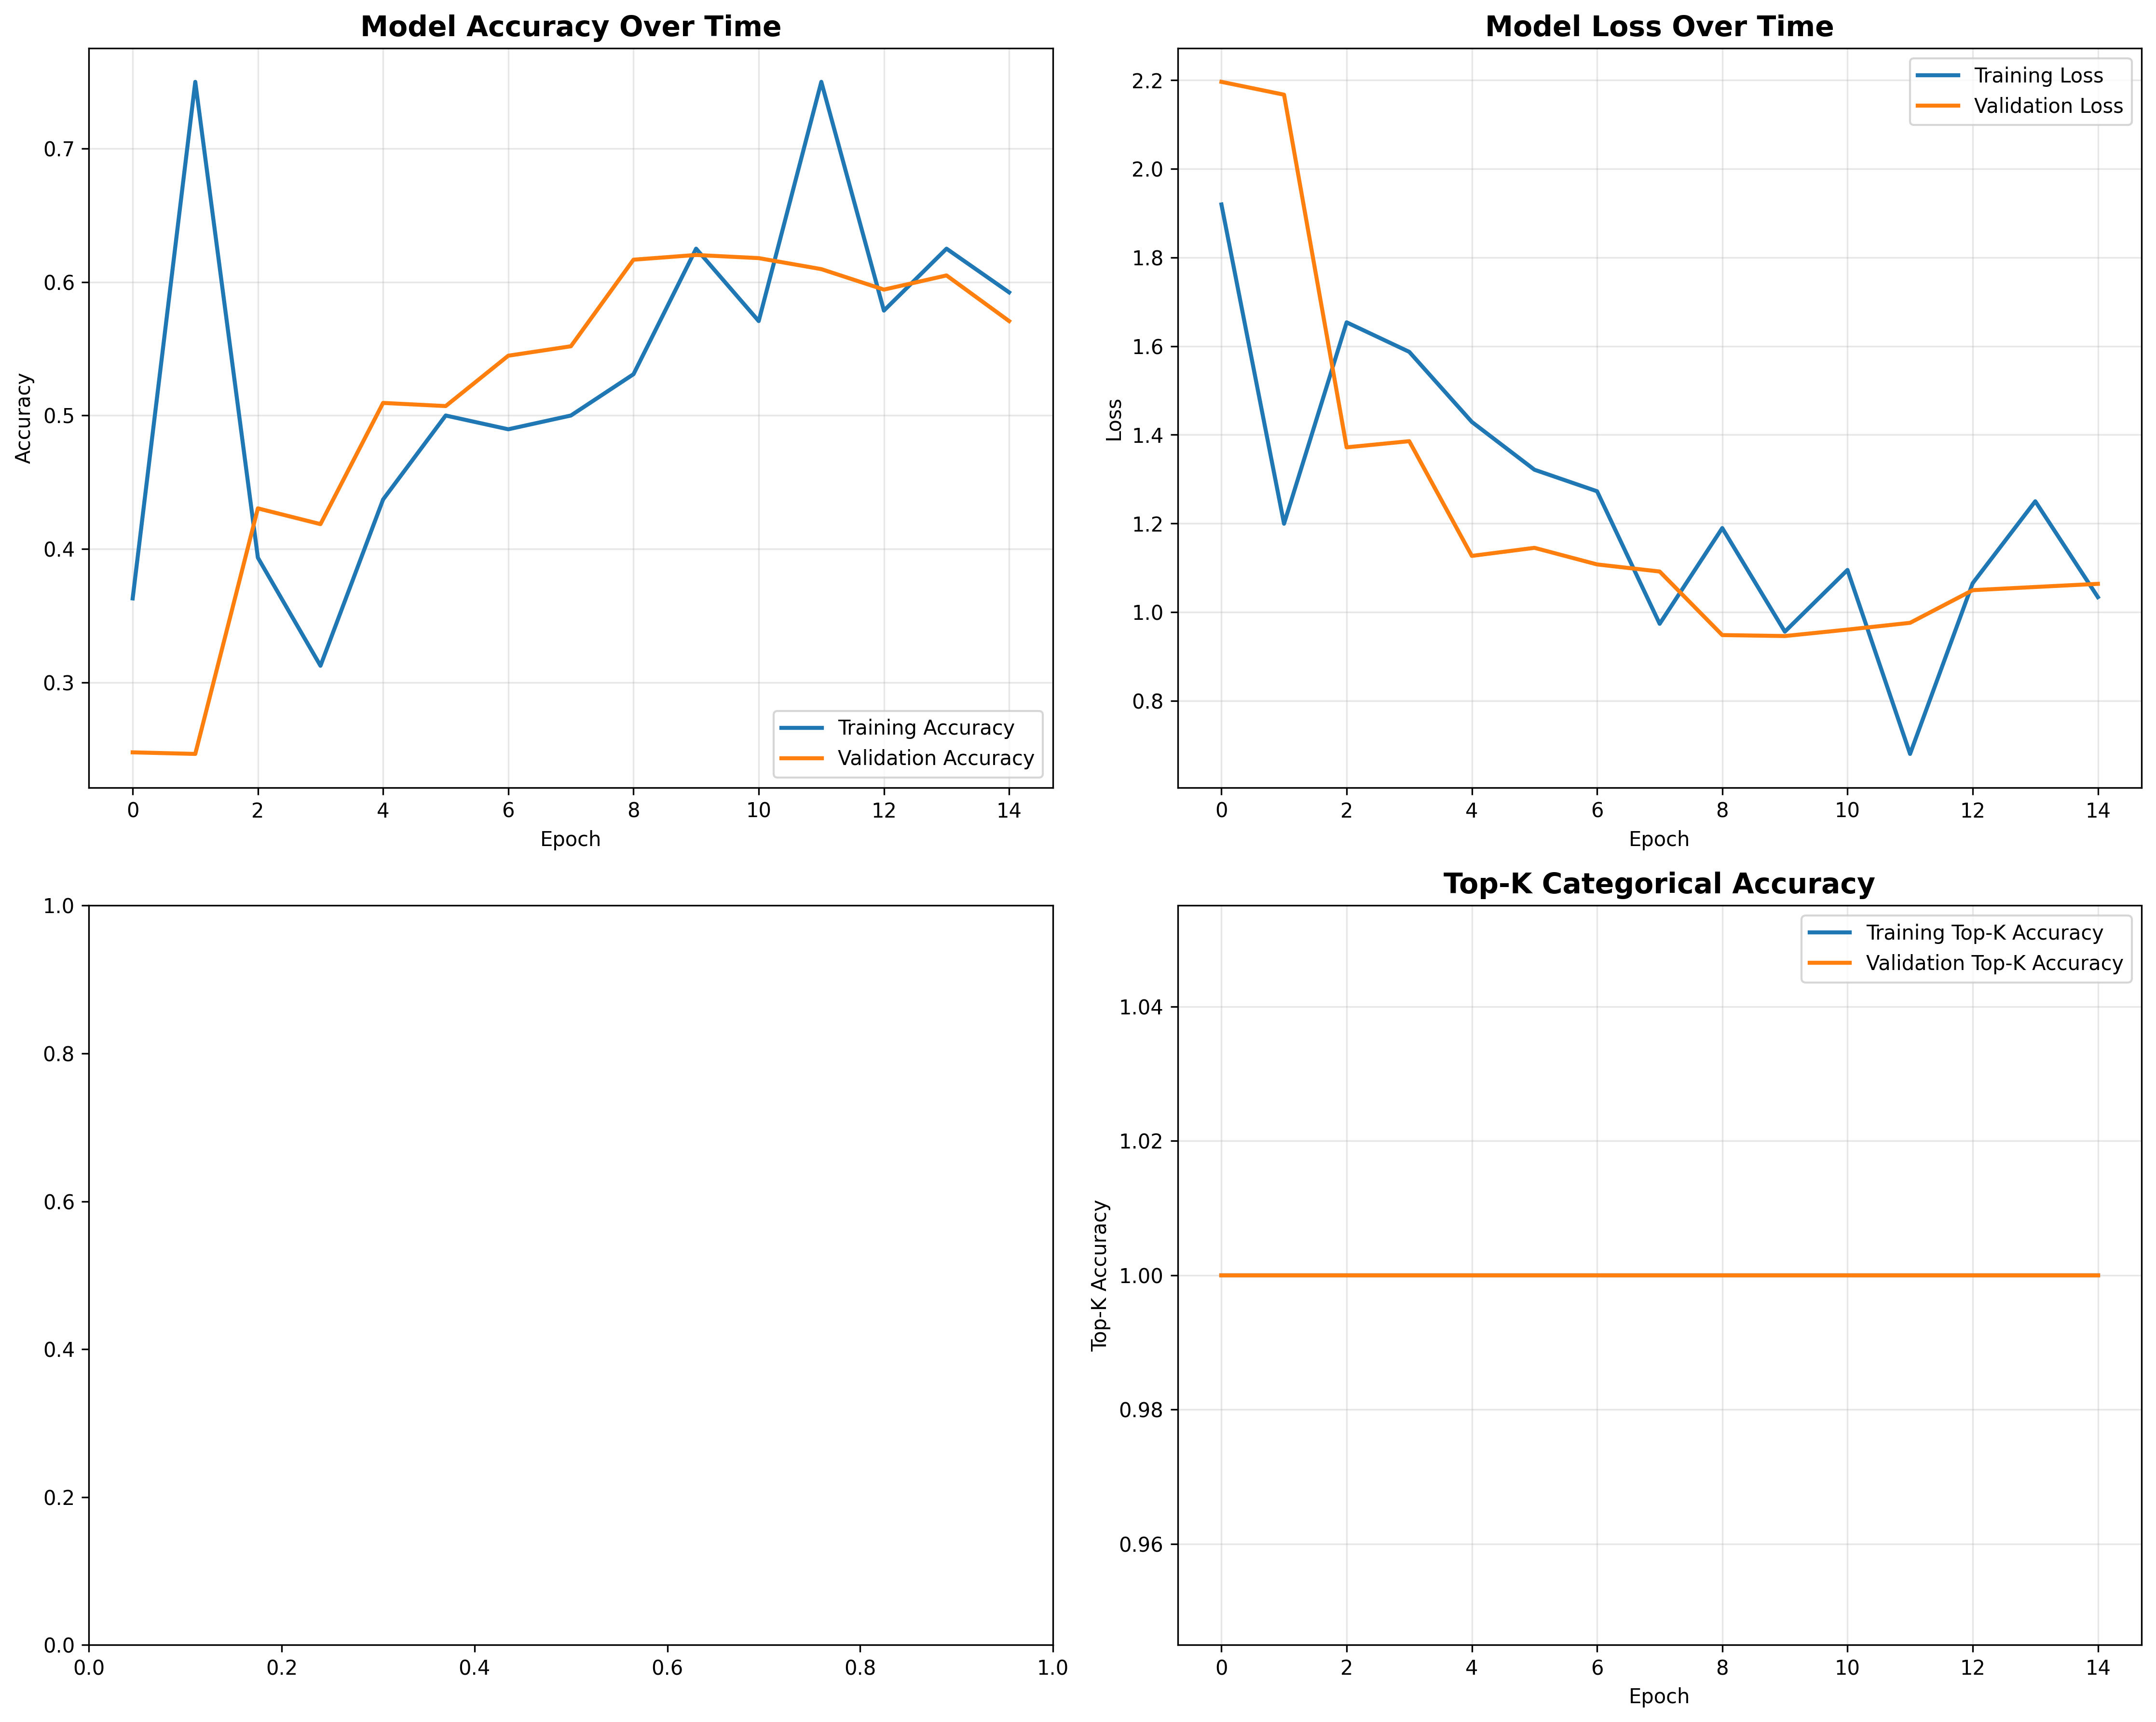 Model Accuracy Over Time
0.7
0.6
0.5
0.4
0.3
Accuracy
Training Accuracy
Validation Accuracy
0 2 4 6 8 10 12 14
Epoch
Model Loss Over Time
2.2
2.0
1.8
1.6
1.4
1.2
1.0
0.8
Loss
Training Loss
Validation Loss
0 2 4 6 8 10 12 14
Epoch
1.0
0.8
0.6
0.4
0.2
0.0
0.0 0.2 0.4 0.6 0.8 1.0
Top-K Categorical Accuracy
Training Top-K Accuracy
Validation Top-K Accuracy
1.04
1.02
1.00
0.98
0.96
Top-K Accuracy
0 2 4 6 8 10 12 14
Epoch